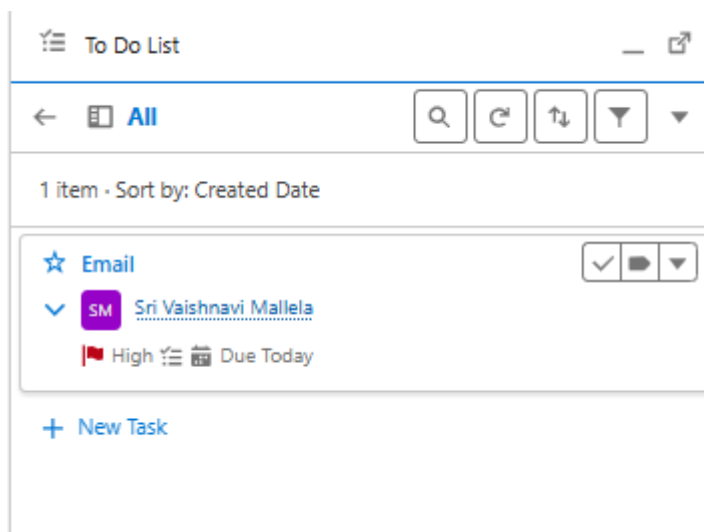 To Do List
All
1 item · Sort by: Created Date
Email
SM Sri Vaishnavi Mallela
High Due Today
New Task